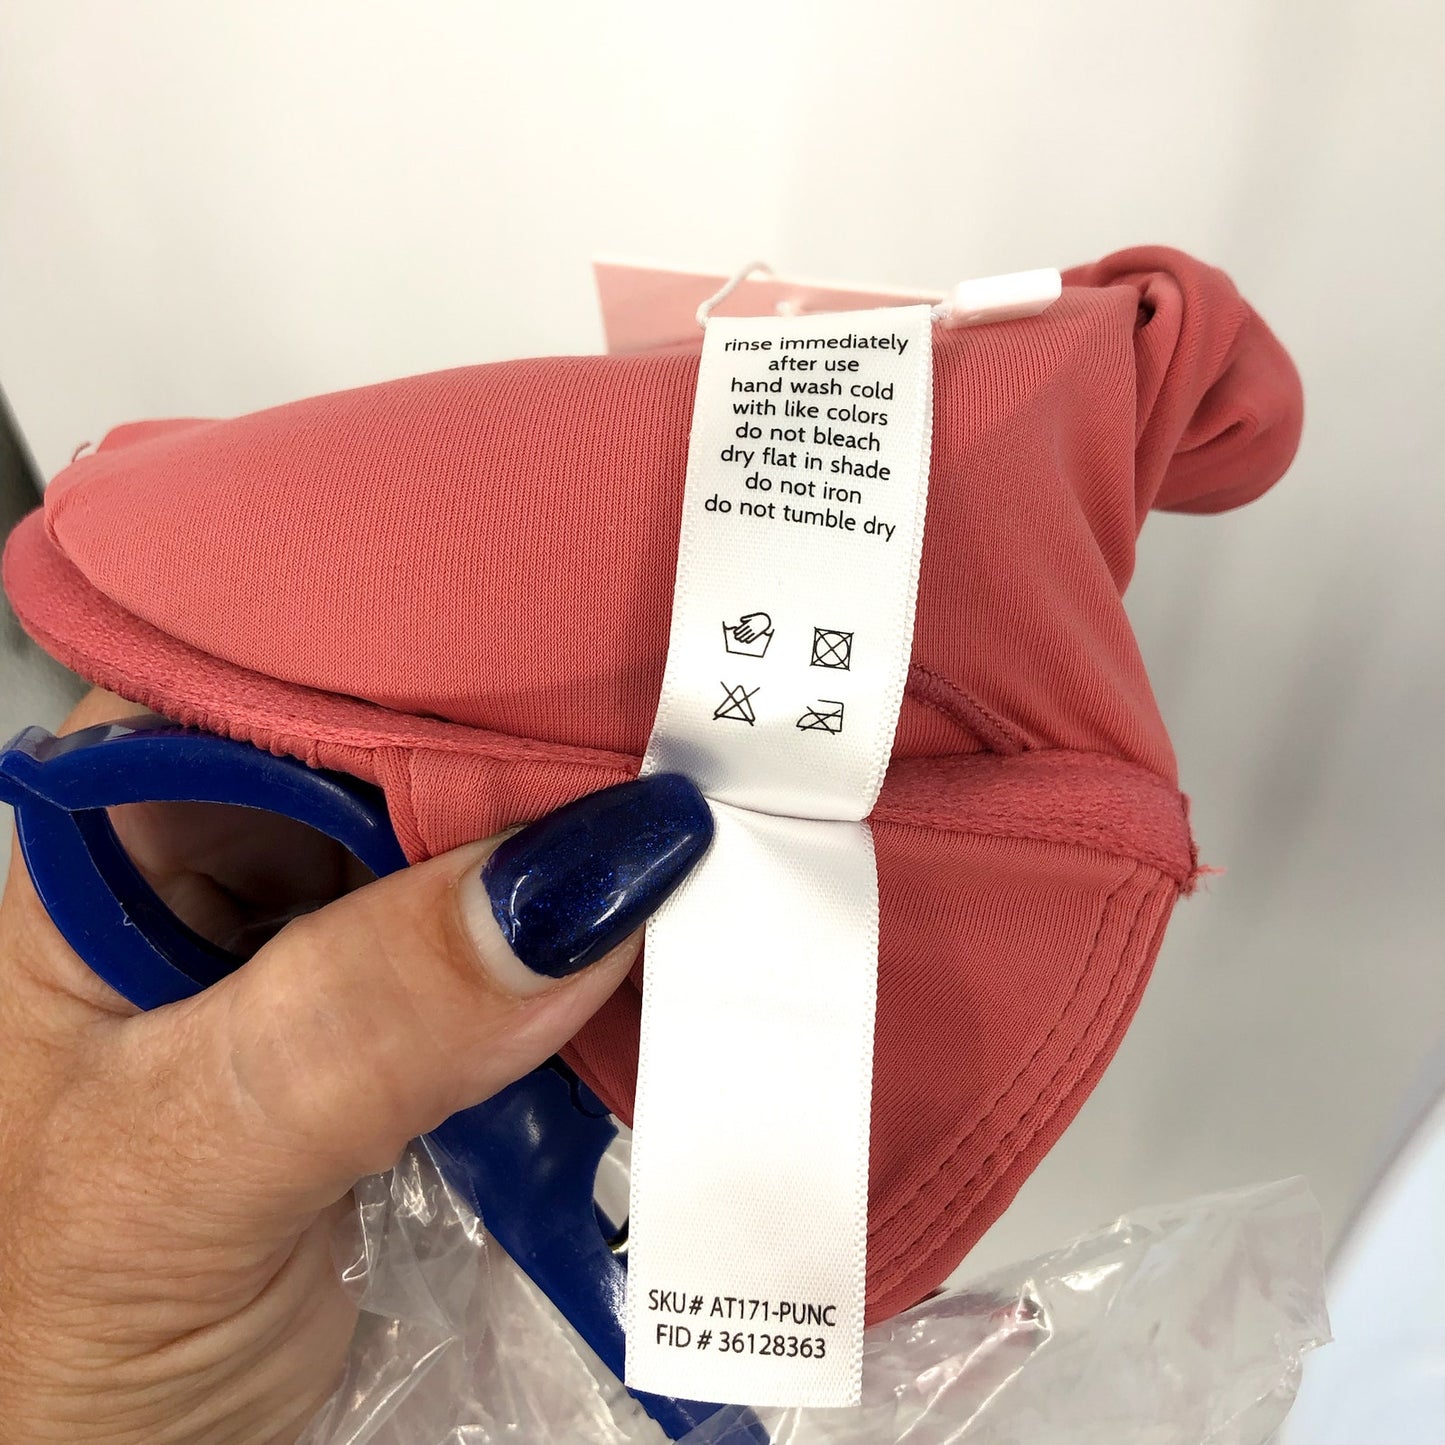 rinse immediately
after use
hand wash cold
with like colors
do not bleach
dry flat in shade
do not iron
do not tumble dry
SKU# AT171-PUNC
FID # 36128363